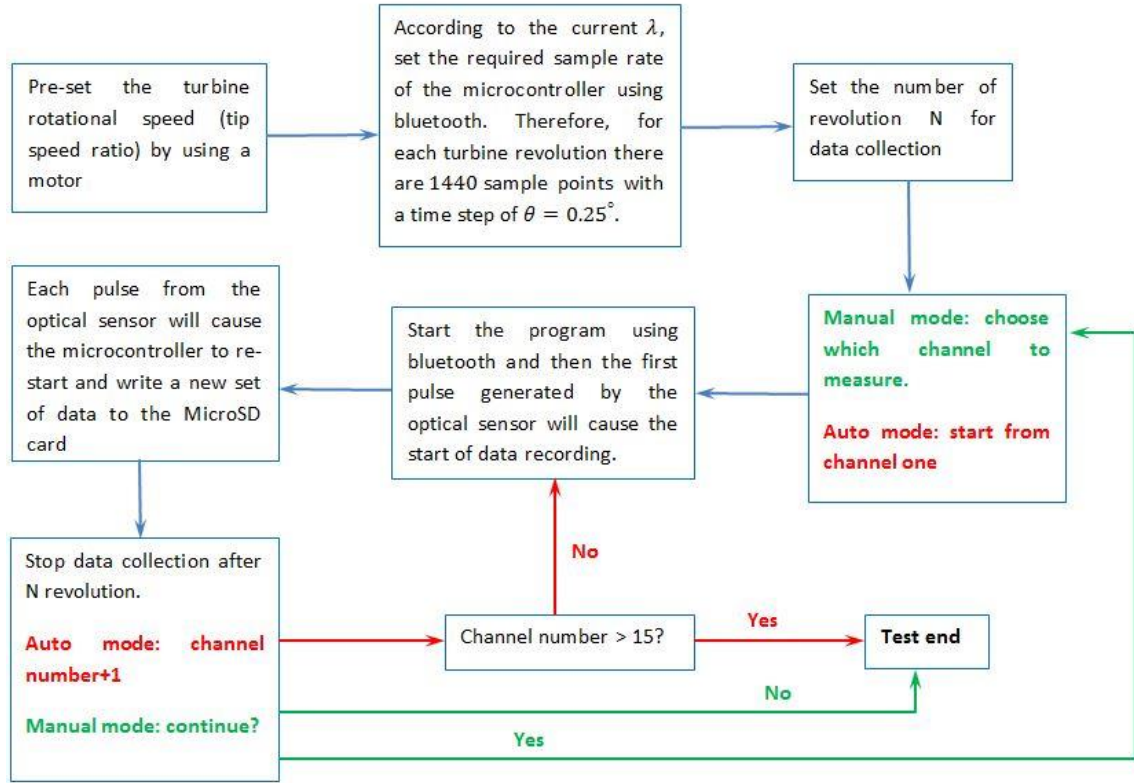 Pre-set the turbine
rotational speed (tip
speed ratio) by using a
motor
According to the current λ,
set the required sample rate
of the microcontroller using
bluetooth. Therefore, for
each turbine revolution there
are 1440 sample points with
a time step of θ = 0.25°.
Set the number of
revolution N for
data collection
Manual mode: choose
which channel to
measure.
Auto mode: start from
channel one
Start the program using
bluetooth and then the first
pulse generated by the
optical sensor will cause the
start of data recording.
Each pulse from the
optical sensor will cause
the microcontroller to re-
start and write a new set
of data to the MicroSD
card
Stop data collection after
N revolution.
Auto mode: channel
number+1
Manual mode: continue?
Channel number > 15?
No
Yes
Test end
No
Yes